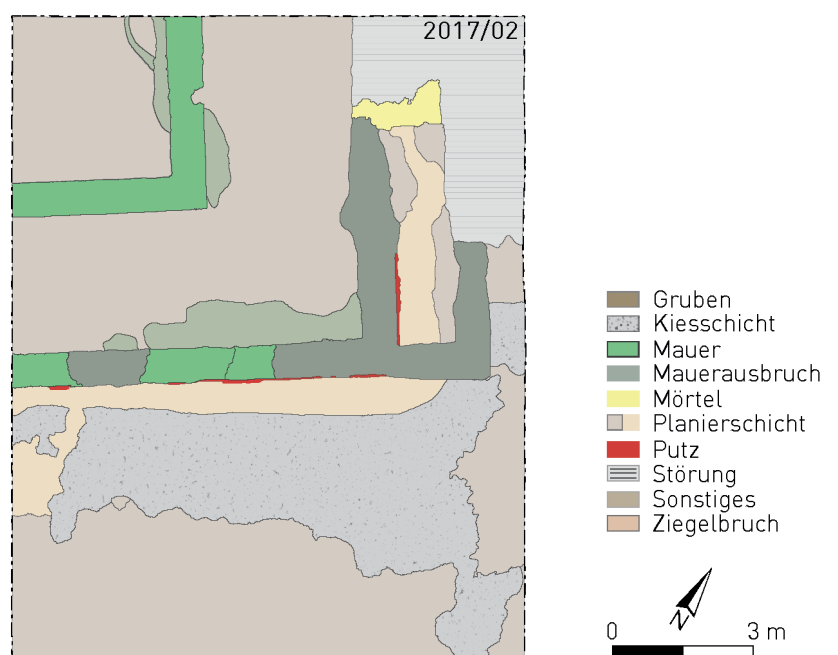 2017/02
Gruben
Kiesschicht
Mauer
Mauerausbruch
Mörtel
Planierschicht
Putz
Störung
Sonstiges
Ziegelbruch
N
0 3 m